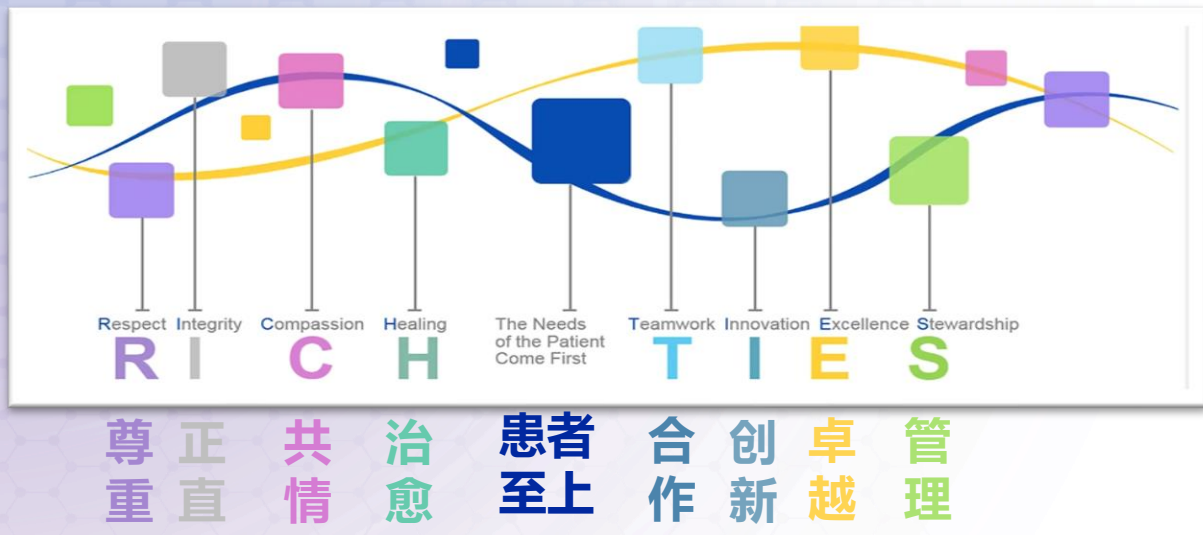 Respect Integrity Compassion Healing The Needs
of the Patient
Come First Teamwork Innovation Excellence Stewardship
R I C H T I E S
尊重 正直 共情 治愈 患者至上 合作 创新 卓越 管理